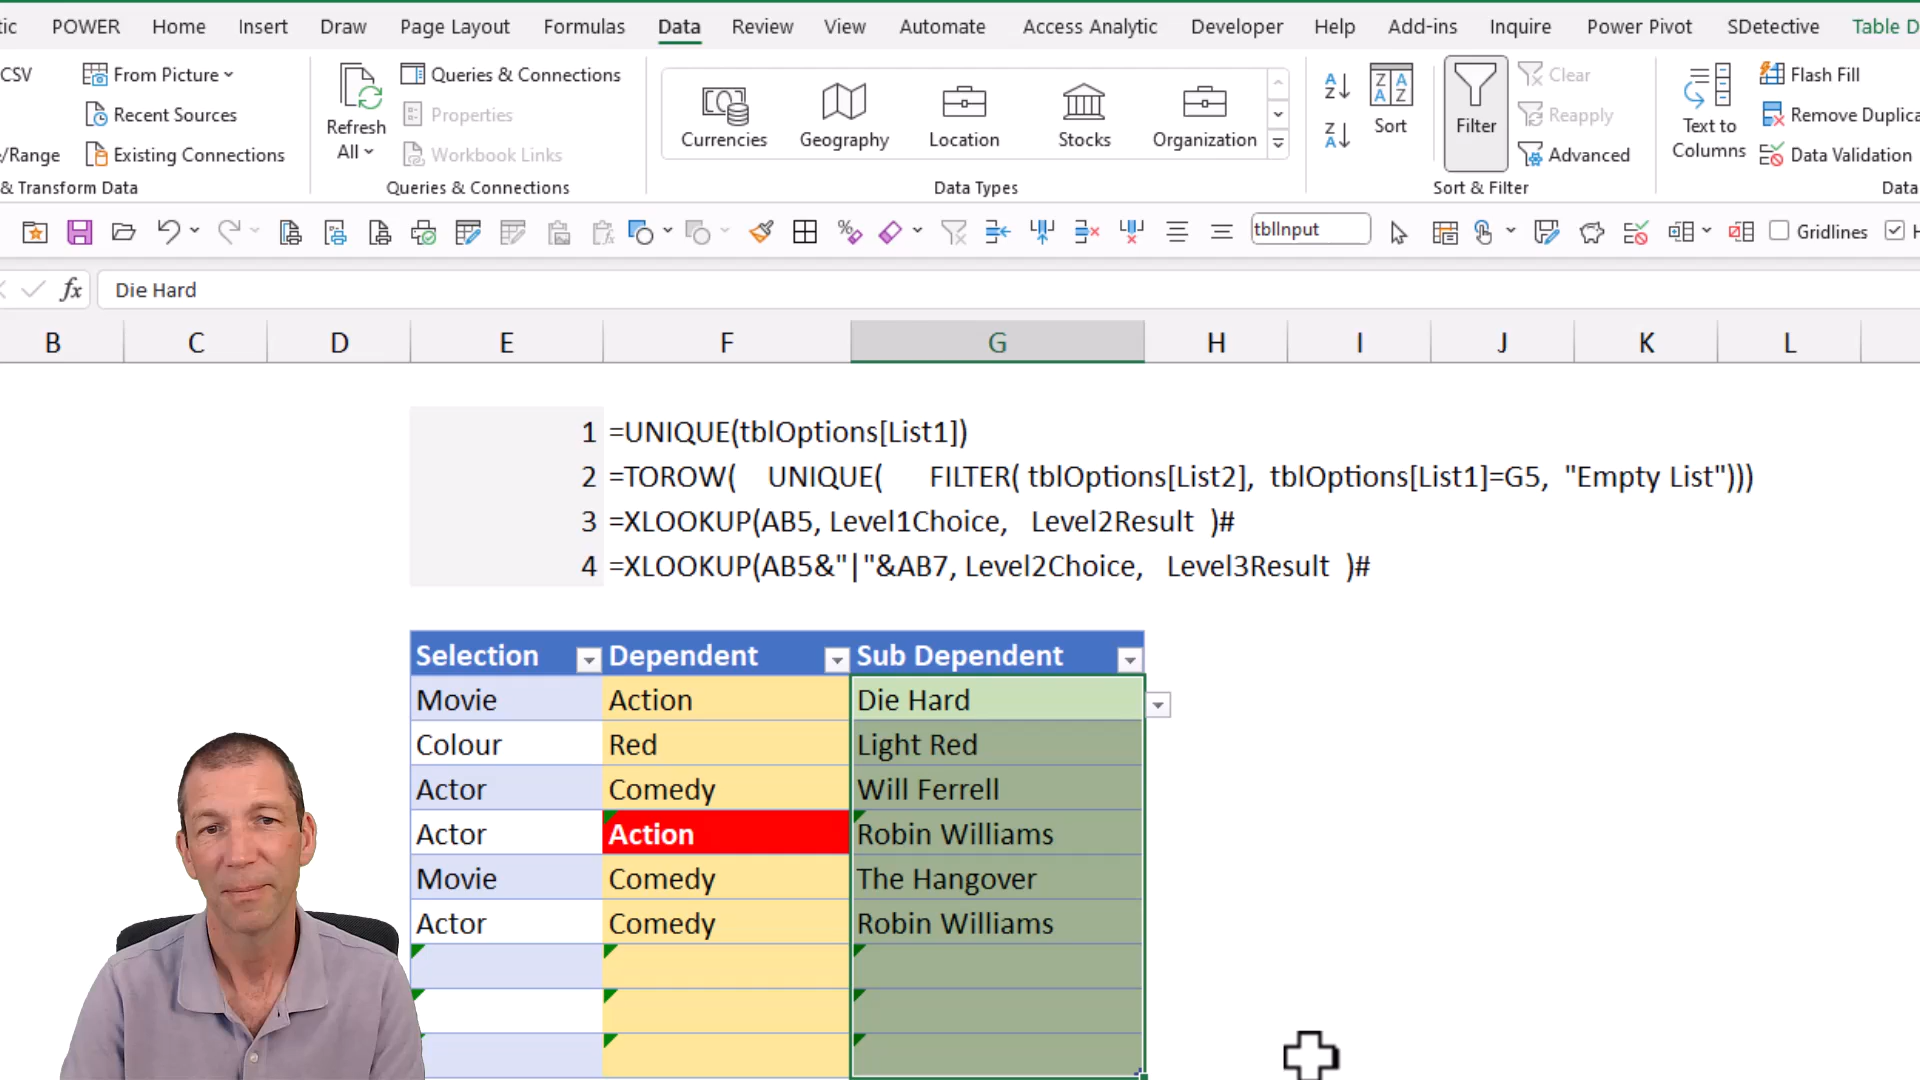 tic POWER Home Insert Draw Page Layout Formulas Data Review View Automate Access Analytic Developer Help Add-ins Inquire Power Pivot SDetective Table D
CSV From Picture Queries & Connections Clear Flash Fill
Recent Sources Properties Reapply Remove Duplica
/Range Existing Connections Refresh All Workbook Links Currencies Geography Location Stocks Organization Sort Filter Advanced Text to Columns Data Validation
& Transform Data Queries & Connections Data Types Sort & Filter Data
tblInput Gridlines H
fx Die Hard
B C D E F G H I J K L
1 =UNIQUE(tblOptions[List1])
2 =TOROW( UNIQUE( FILTER( tblOptions[List2], tblOptions[List1]=G5, "Empty List")))
3 =XLOOKUP(AB5, Level1Choice, Level2Result )#
4 =XLOOKUP(AB5&"|"&AB7, Level2Choice, Level3Result )#
Selection Dependent Sub Dependent
Movie Action Die Hard
Colour Red Light Red
Actor Comedy Will Ferrell
Actor Action Robin Williams
Movie Comedy The Hangover
Actor Comedy Robin Williams